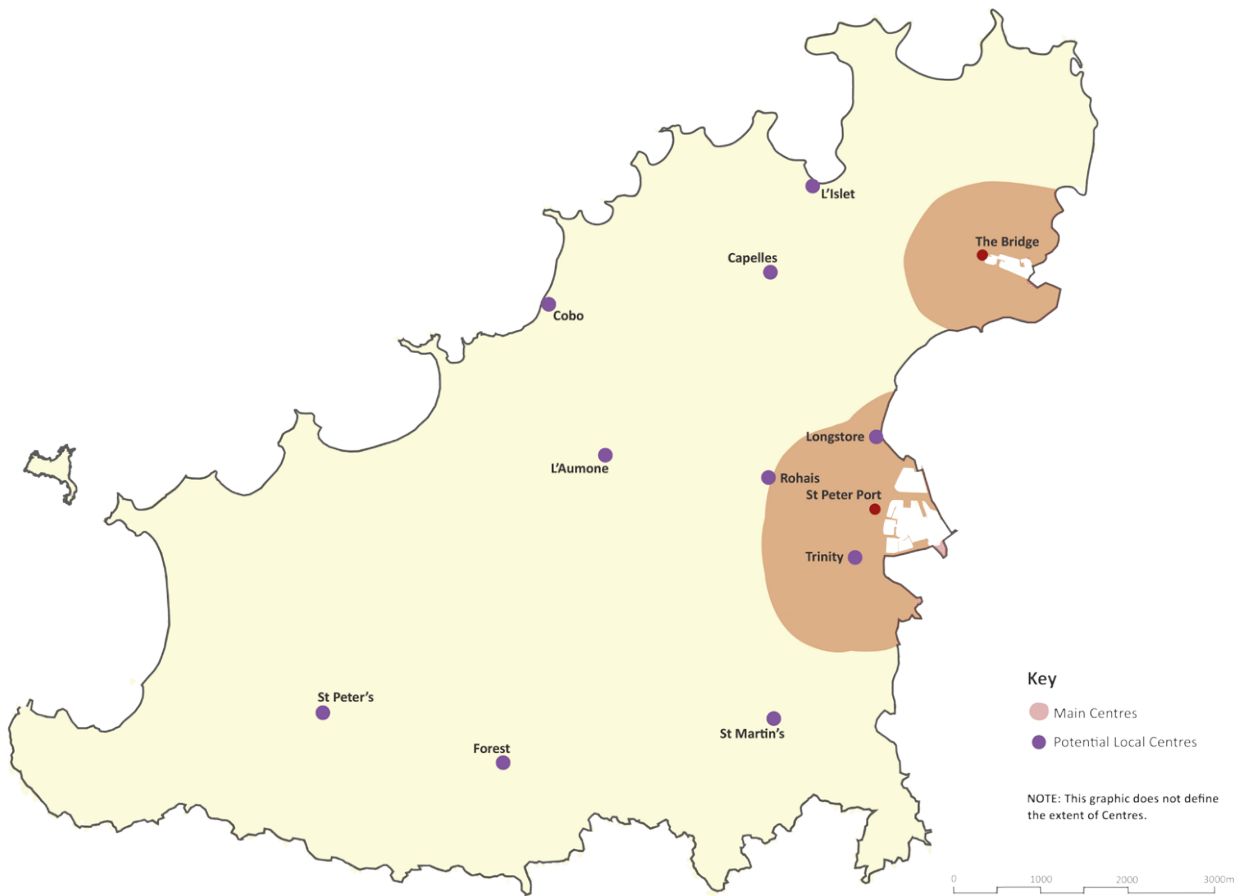 L'Islet
The Bridge
Capelles
Cobo
Longstore
L'Aumone
Rohais
St Peter Port
Trinity
St Peter's
St Martin's
Forest
Key
Main Centres
Potential Local Centres
NOTE: This graphic does not define
the extent of Centres.
0 1000 2000 3000m